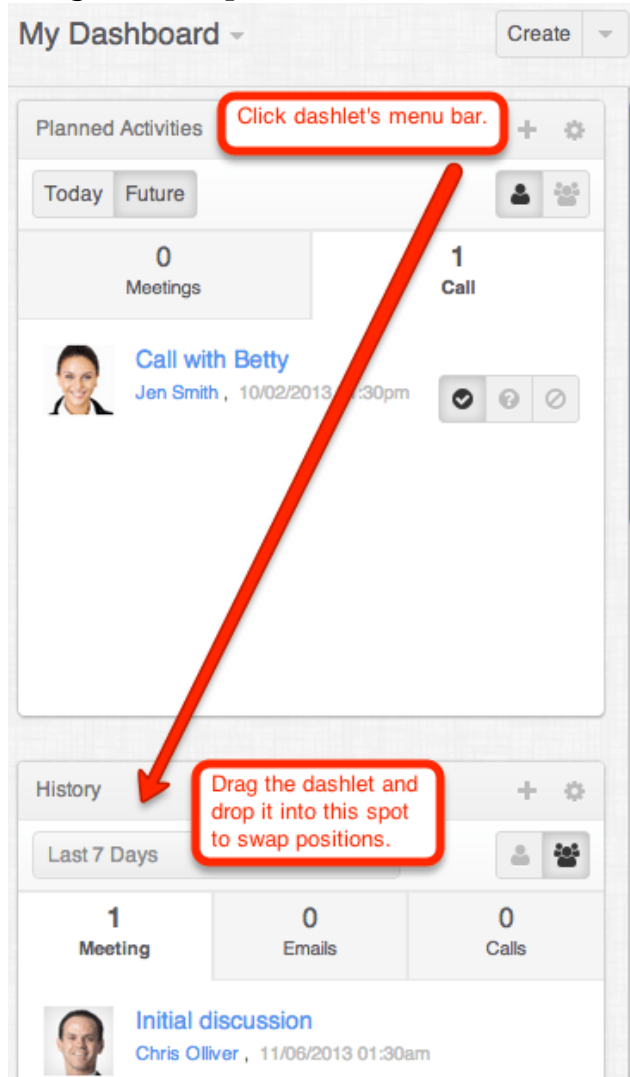 My Dashboard
Create
Planned Activities
Click dashlet's menu bar.
Today Future
0
Meetings
1
Call
Call with Betty
Jen Smith , 10/02/2013 :30pm
Drag the dashlet and
drop it into this spot
to swap positions.
History
Last 7 Days
1
Meeting
0
Emails
0
Calls
Initial discussion
Chris Olliver , 11/06/2013 01:30am